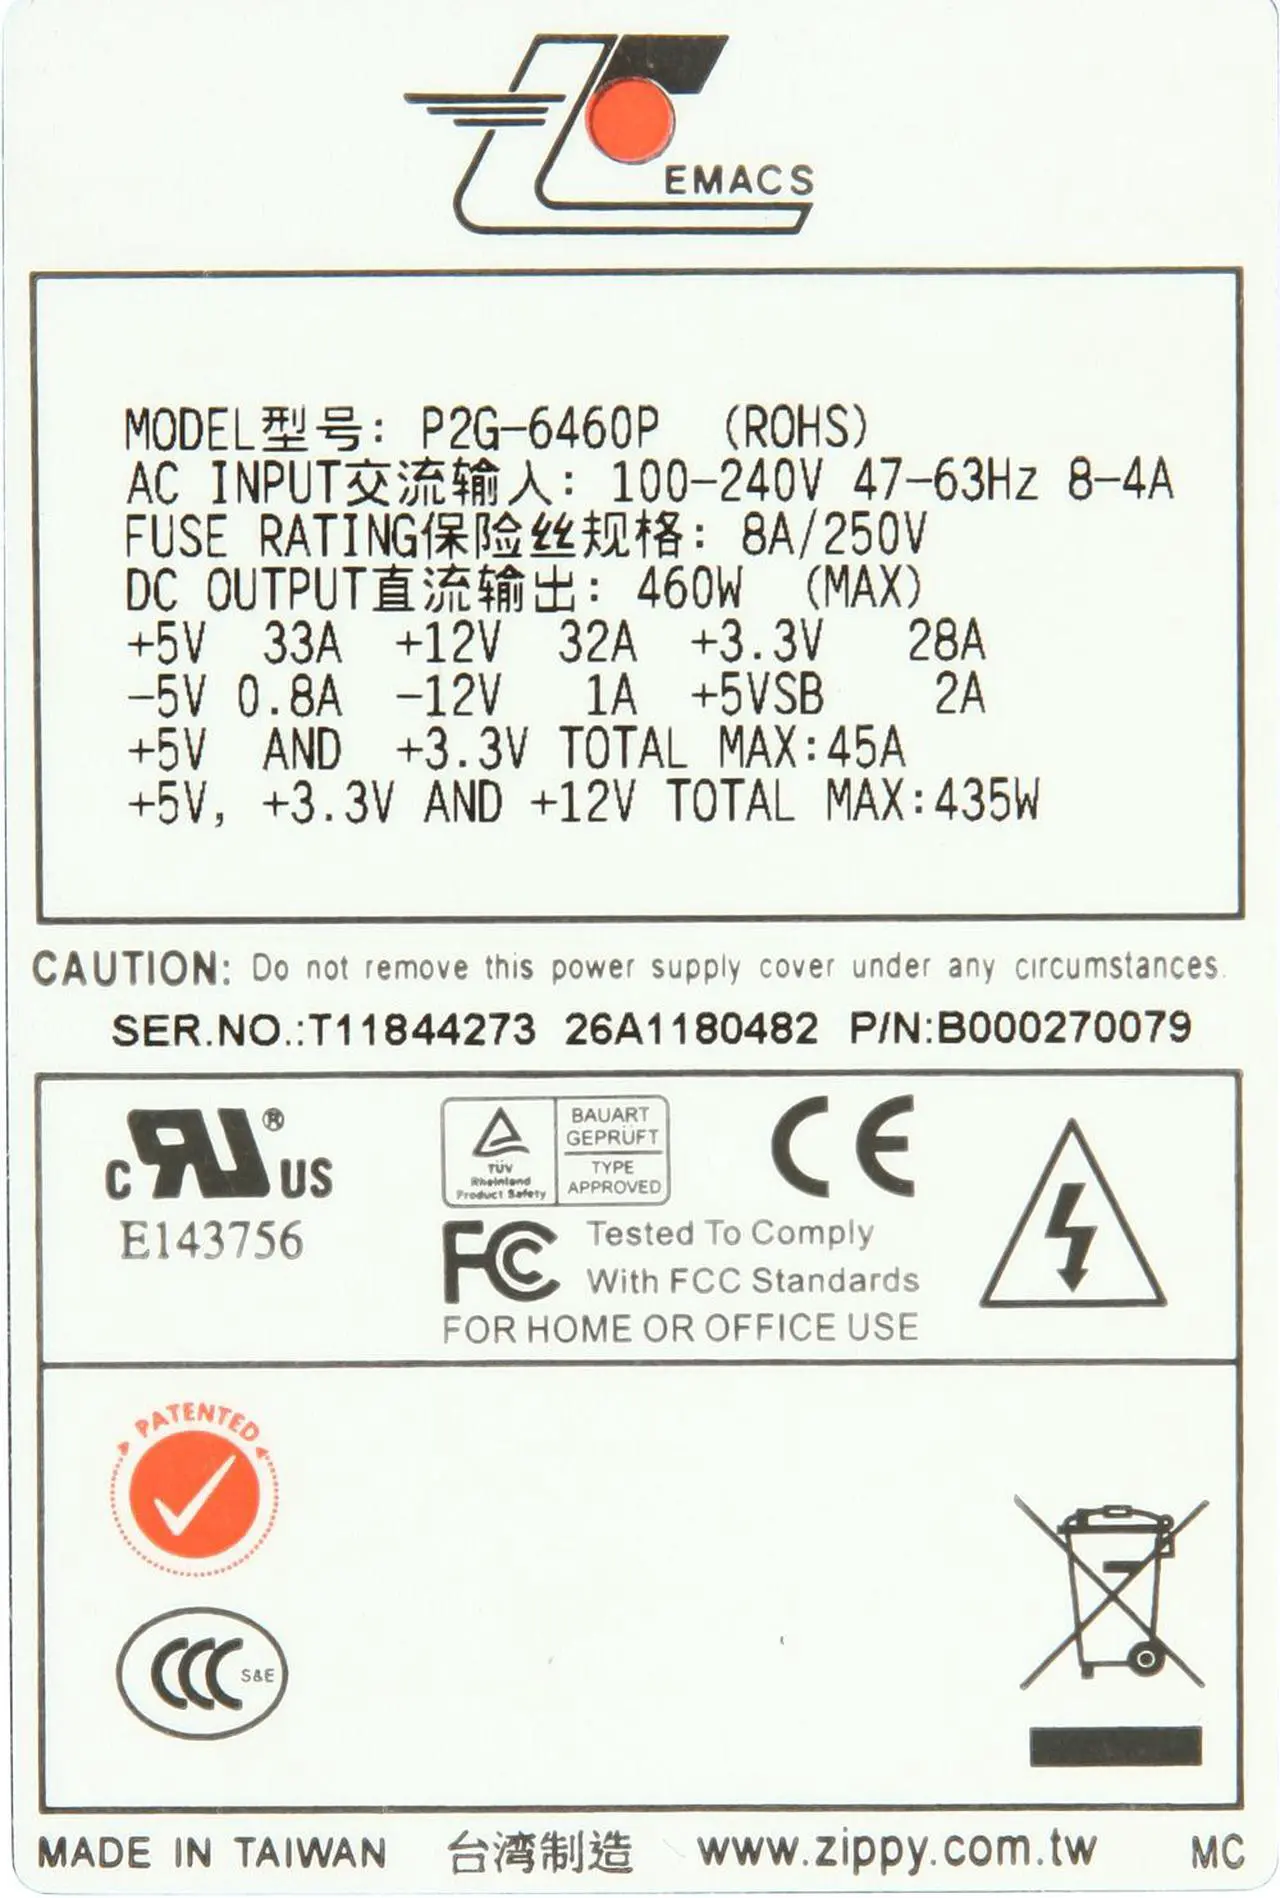 EMACS
MODEL型号: P2G-6460P (ROHS)
AC INPUT交流输入: 100-240V 47-63Hz 8-4A
FUSE RATING保险丝规格: 8A/250V
DC OUTPUT直流输出: 460W (MAX)
+5V 33A +12V 32A +3.3V 28A
-5V 0.8A -12V 1A +5VSB 2A
+5V AND +3.3V TOTAL MAX:45A
+5V, +3.3V AND +12V TOTAL MAX:435W
CAUTION: Do not remove this power supply cover under any circumstances.
SER.NO.:T11844273 26A1180482 P/N:B000270079
C RU ® US
E143756
TÜV
Rheinland
Product Safety
BAUART
GEPRÜFT
TYPE
APPROVED
CE
FC Tested To Comply
With FCC Standards
FOR HOME OR OFFICE USE
PATENTED
CCC S&E
MADE IN TAIWAN 台湾制造 www.zippy.com.tw MC